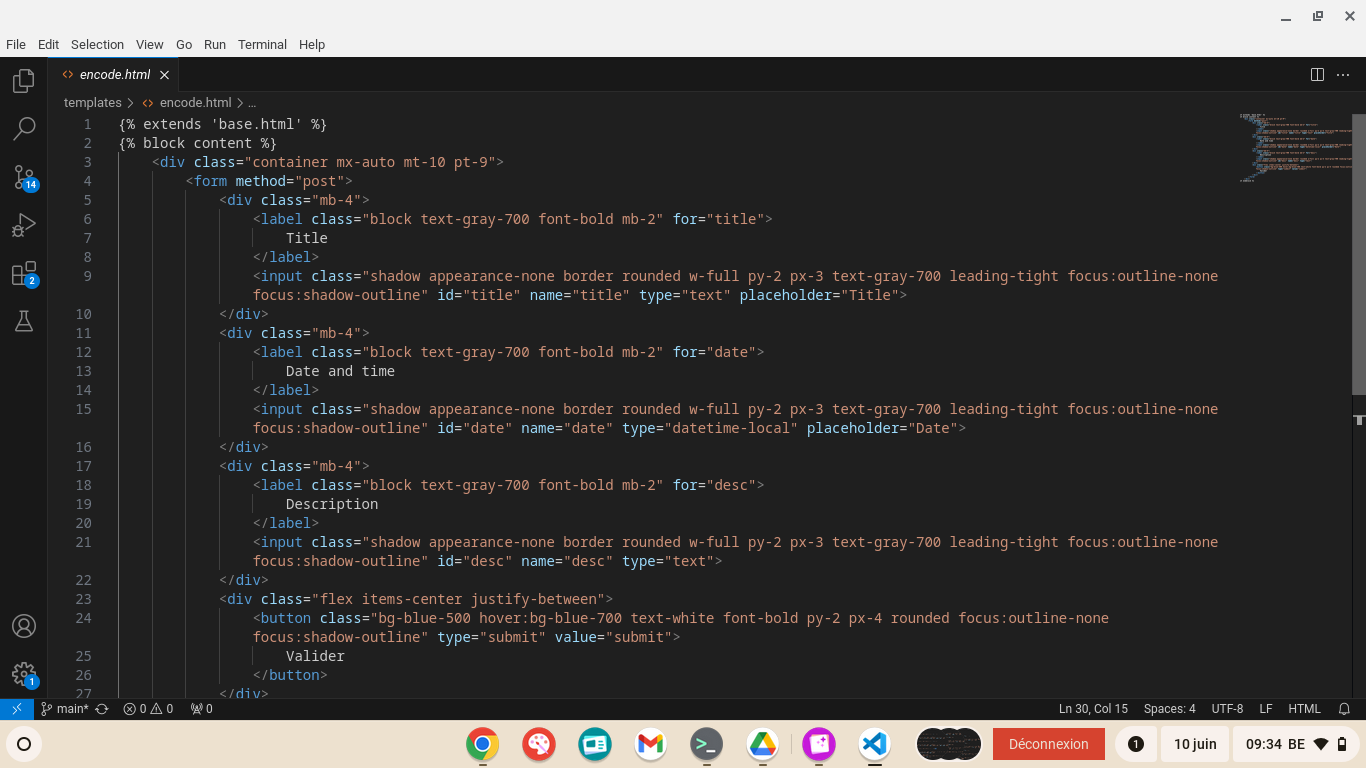 File Edit Selection View Go Run Terminal Help
encode.html
templates > encode.html > ...
1 {% extends 'base.html' %}
2 {% block content %}
3 <div class="container mx-auto mt-10 pt-9">
4 <form method="post">
5 <div class="mb-4">
6 <label class="block text-gray-700 font-bold mb-2" for="title">
7 Title
8 </label>
9 <input class="shadow appearance-none border rounded w-full py-2 px-3 text-gray-700 leading-tight focus:outline-none
focus:shadow-outline" id="title" name="title" type="text" placeholder="Title">
10 </div>
11 <div class="mb-4">
12 <label class="block text-gray-700 font-bold mb-2" for="date">
13 Date and time
14 </label>
15 <input class="shadow appearance-none border rounded w-full py-2 px-3 text-gray-700 leading-tight focus:outline-none
focus:shadow-outline" id="date" name="date" type="datetime-local" placeholder="Date">
16 </div>
17 <div class="mb-4">
18 <label class="block text-gray-700 font-bold mb-2" for="desc">
19 Description
20 </label>
21 <input class="shadow appearance-none border rounded w-full py-2 px-3 text-gray-700 leading-tight focus:outline-none
focus:shadow-outline" id="desc" name="desc" type="text">
22 </div>
23 <div class="flex items-center justify-between">
24 <button class="bg-blue-500 hover:bg-blue-700 text-white font-bold py-2 px-4 rounded focus:outline-none
focus:shadow-outline" type="submit" value="submit">
25 Valider
26 </button>
27 </div>
14
2
1
main* 0 0 0 Ln 30, Col 15 Spaces: 4 UTF-8 LF HTML
Déconnexion 1 10 juin 09:34 BE